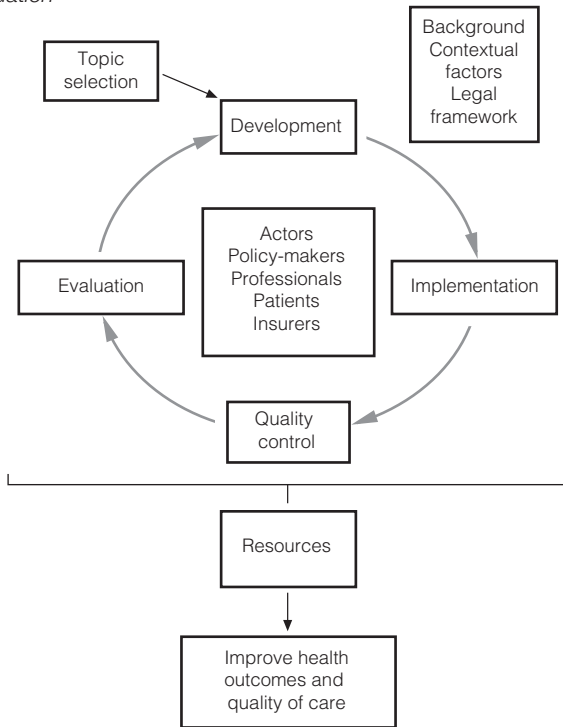 Topic
selection
Background
Contextual
factors
Legal
framework
Development
Actors
Policy-makers
Professionals
Patients
Insurers
Evaluation
Implementation
Quality
control
Resources
Improve health
outcomes and
quality of care